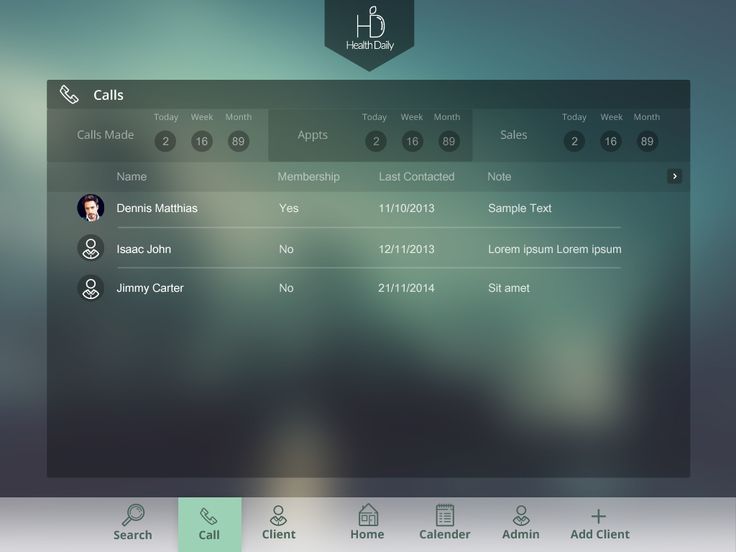 HD
Health Daily
Calls
Today Week Month
Calls Made 2 16 89
Today Week Month
Appts 2 16 89
Today Week Month
Sales 2 16 89
Name Membership Last Contacted Note
Dennis Matthias Yes 11/10/2013 Sample Text
Isaac John No 12/11/2013 Lorem ipsum Lorem ipsum
Jimmy Carter No 21/11/2014 Sit amet
Search Call Client Home Calender Admin Add Client